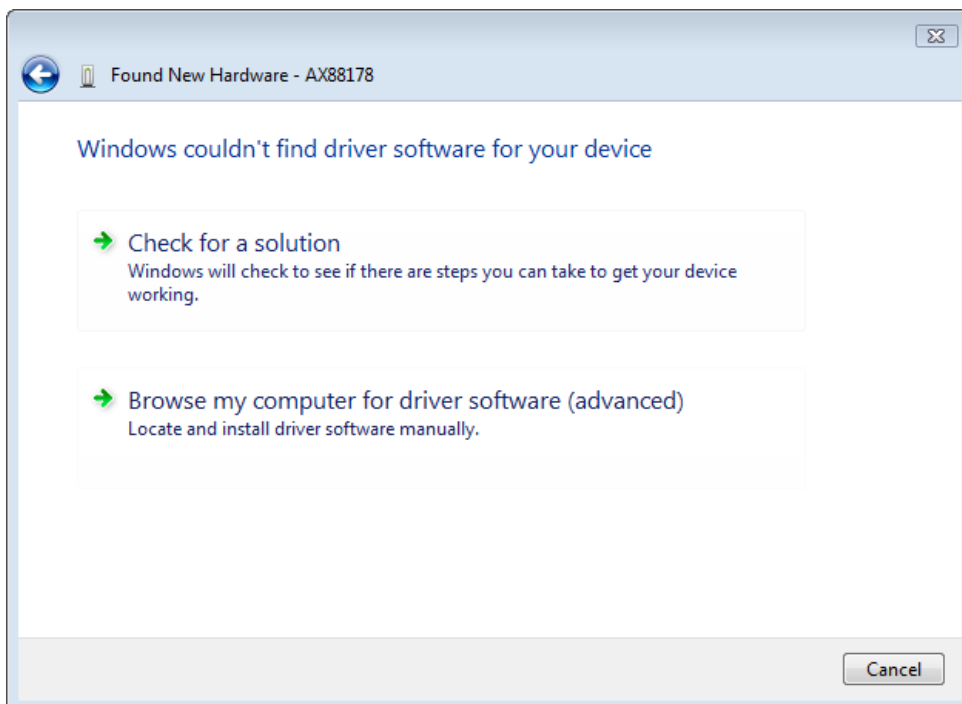 Found New Hardware - AX88178
Windows couldn't find driver software for your device
Check for a solution
Windows will check to see if there are steps you can take to get your device
working.
Browse my computer for driver software (advanced)
Locate and install driver software manually.
Cancel